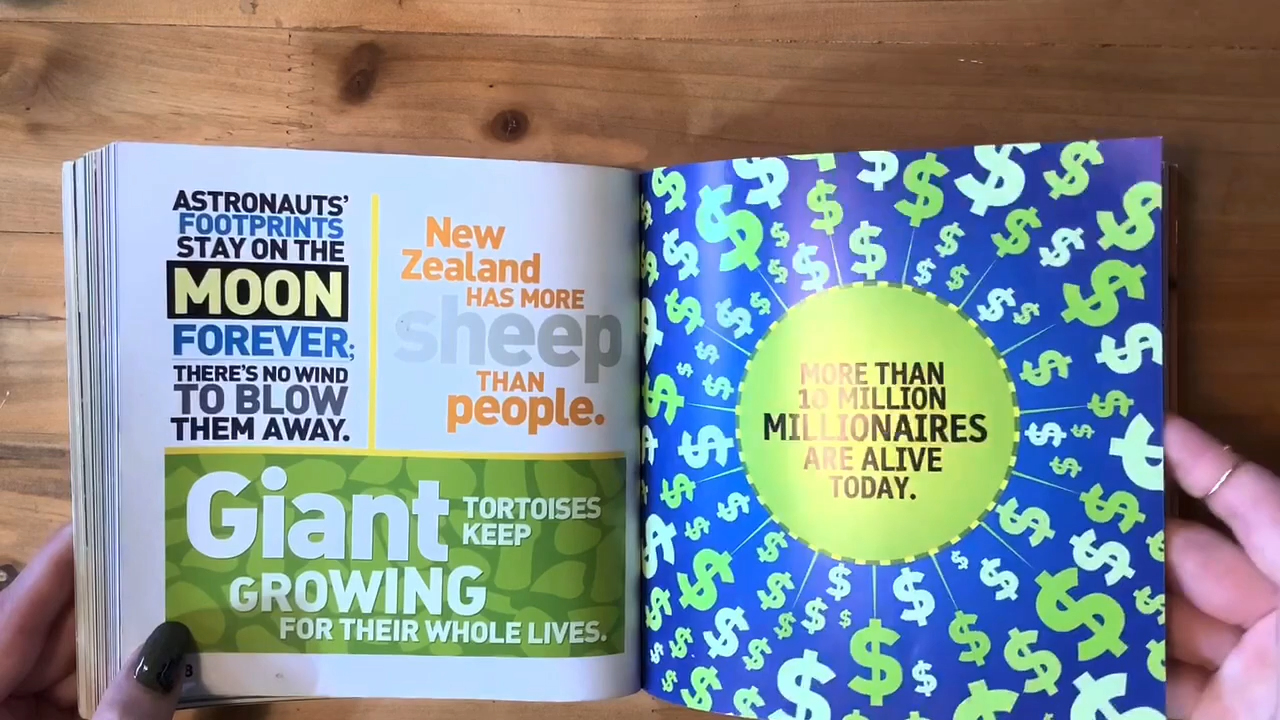 ASTRONAUTS'
FOOTPRINTS
STAY ON THE
MOON
FOREVER;
THERE'S NO WIND
TO BLOW
THEM AWAY.
New
Zealand
HAS MORE
sheep
THAN
people.
Giant TORTOISES
KEEP
GROWING
FOR THEIR WHOLE LIVES.
MORE THAN
10 MILLION
MILLIONAIRES
ARE ALIVE
TODAY.